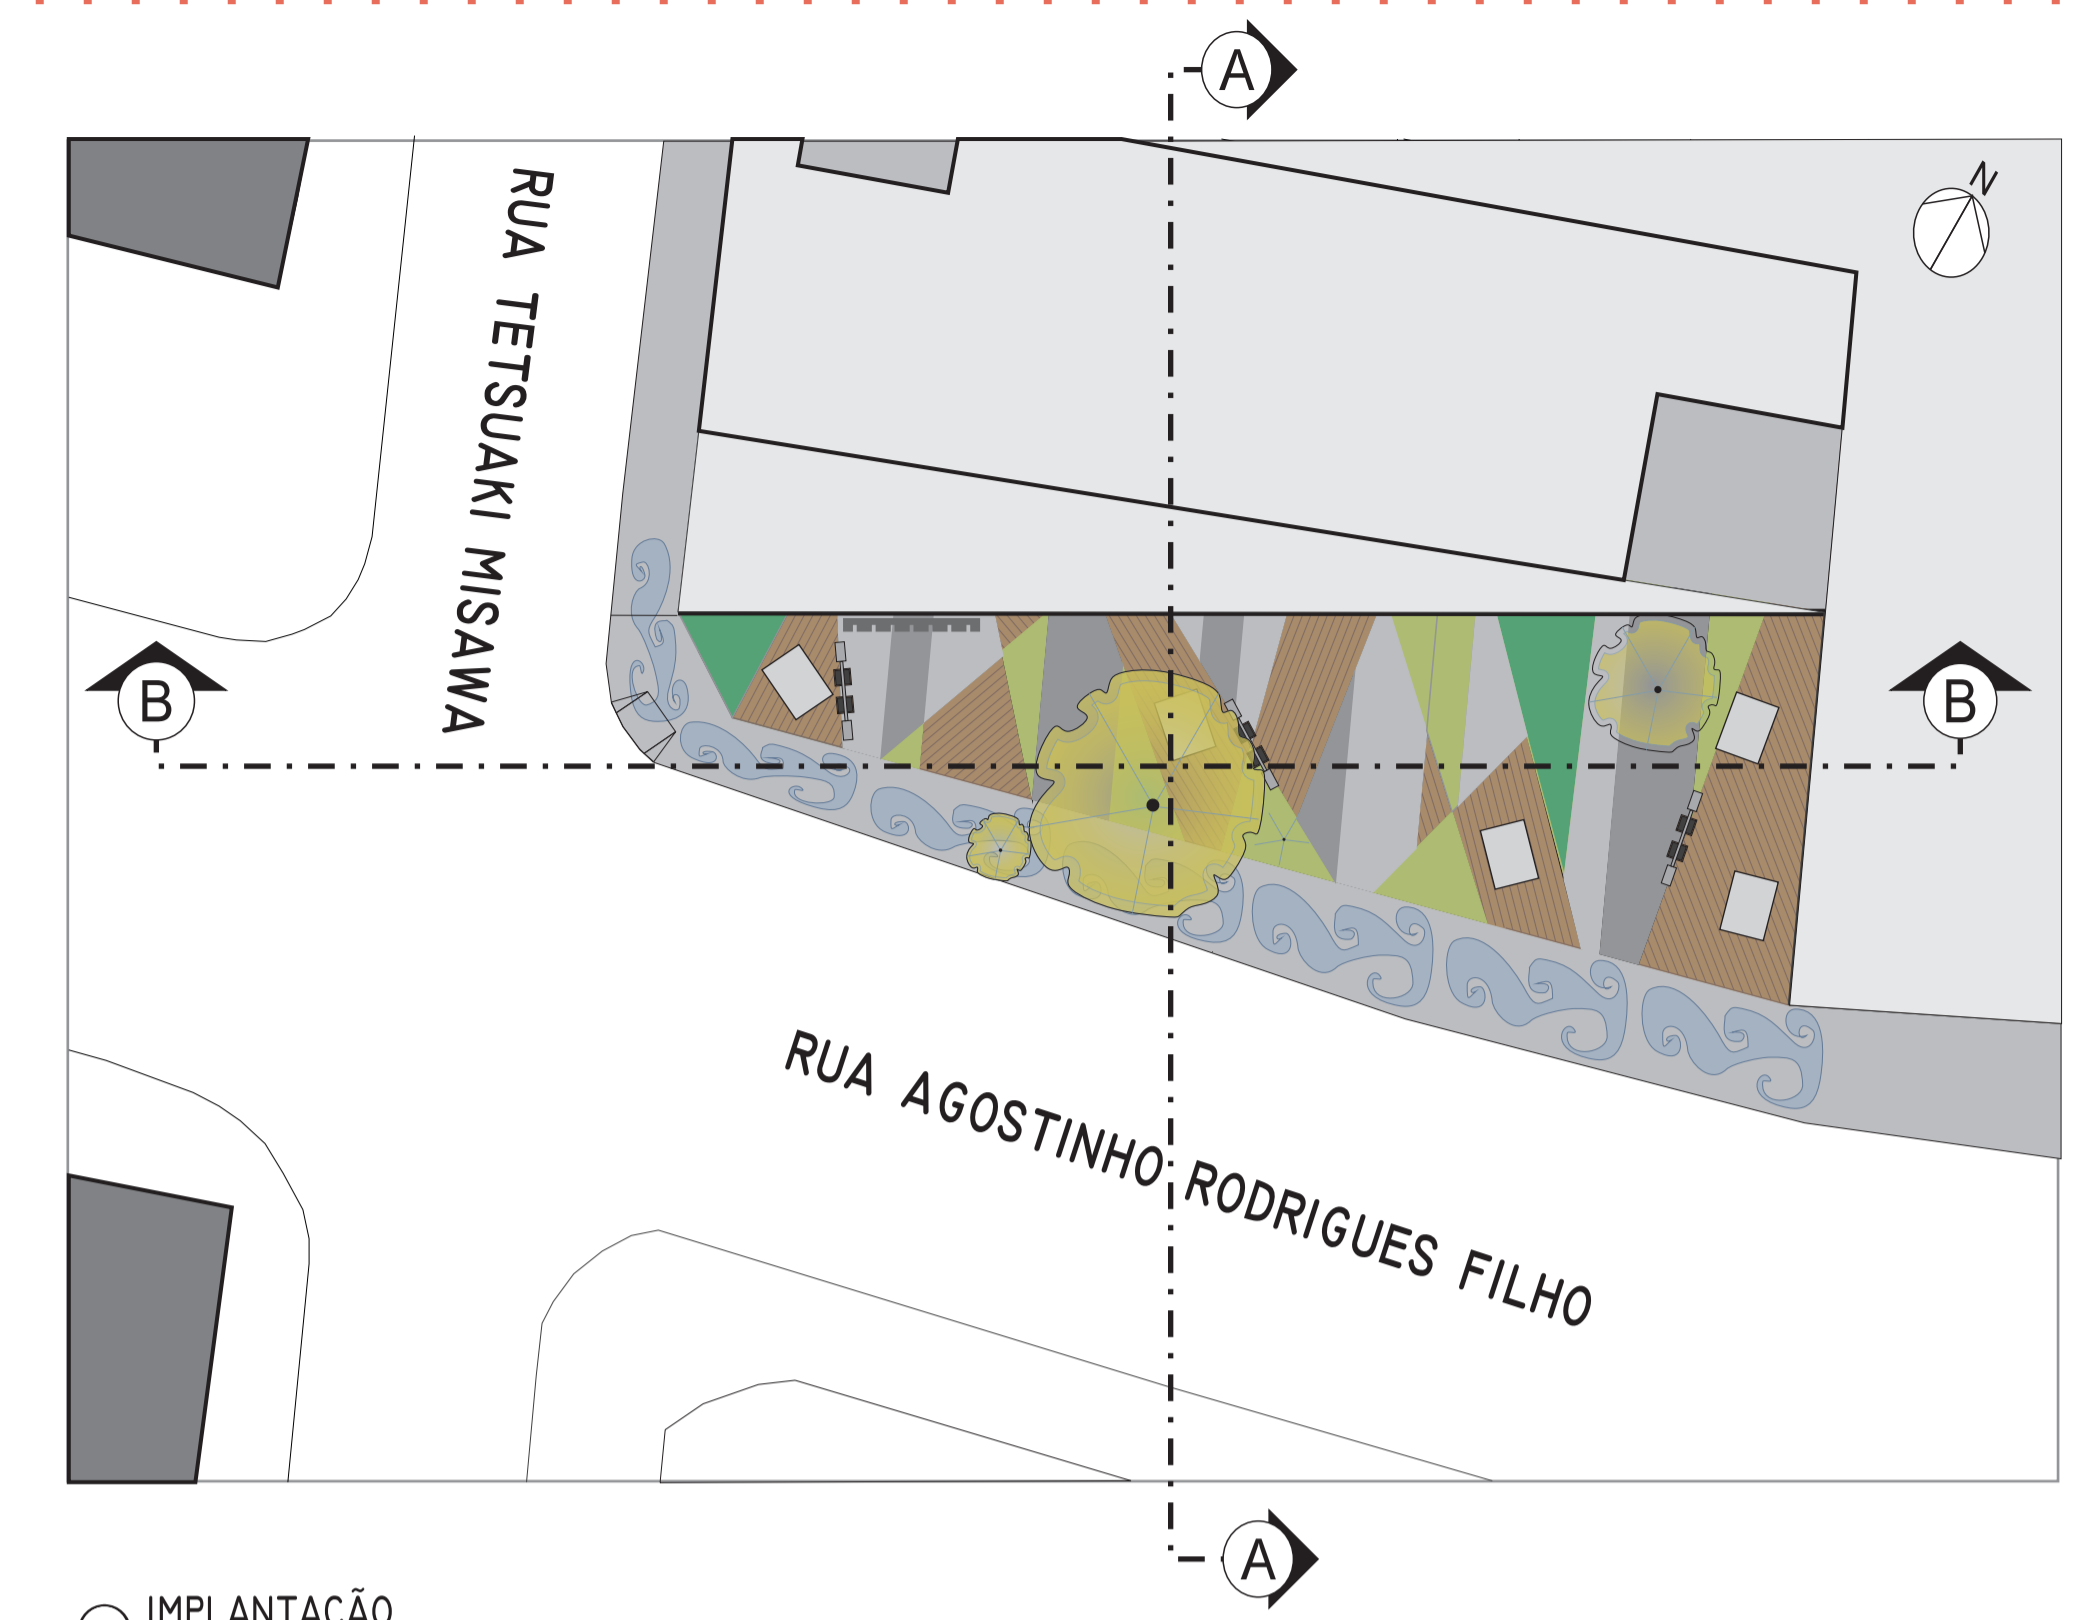 A
N
RUA TETSUAKI MISAWA
B
B
RUA AGOSTINHO RODRIGUES FILHO
A
IMPLANTAÇÃO